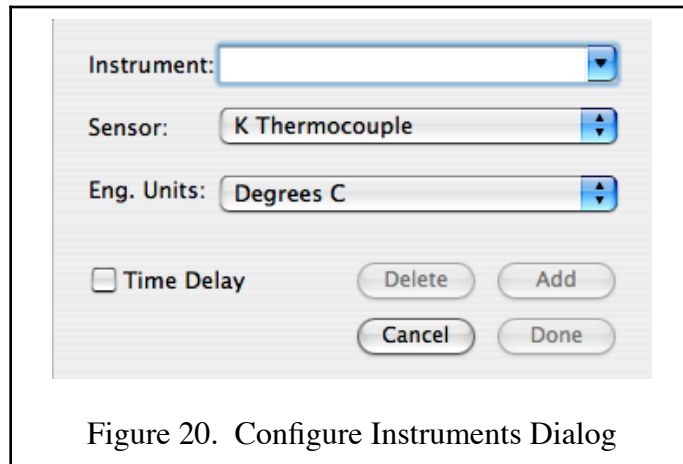 Instrument:
Sensor: K Thermocouple
Eng. Units: Degrees C
Time Delay Delete Add
Cancel Done
Figure 20. Configure Instruments Dialog